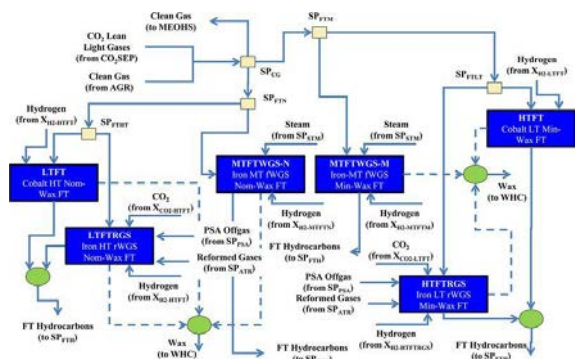 Clean Gas
(to MEOHS)
SP_FTM
CO₂ Lean
Light Gases
(from CO₂SEP)
Hydrogen
(from X_H2-LTFT)
Clean Gas
(from AGR)
SP_CG
SP_FTLT
SP_FTN
Hydrogen
(from X_H2-HTFT)
SP_FTHT
Steam
(from SP_STM)
Steam
(from SP_STM)
HTFT
Cobalt LT Min-
Wax FT
LTFT
Cobalt HT Nom-
Wax FT
MTFTWGS-N
Iron MT fWGS
Nom-Wax FT
MTFTWGS-M
Iron MT fWGS
Min-Wax FT
Wax
(to WHC)
CO₂
(from X_CO2-HTFT)
Hydrogen
(from X_H2-MTFTN)
Hydrogen
(from X_H2-MTFTM)
LTFTRGS
Iron HT rWGS
Nom-Wax FT
PSA Offgas
(from SP_PSA)
FT Hydrocarbons
(to SP_FTH)
CO₂
(from X_CO2-LTFT)
Reformed Gases
(from SP_ATR)
PSA Offgas
(from SP_PSA)
Reformed Gases
(from SP_ATR)
HTFTRGS
Iron LT rWGS
Min-Wax FT
Hydrogen
(from X_H2-HTFT)
FT Hydrocarbons
(to SP_FTH)
Wax
(to WHC)
FT Hydrocarbons
Hydrogen
(from X_H2-HTFTRGS)
FT Hydrocarbons